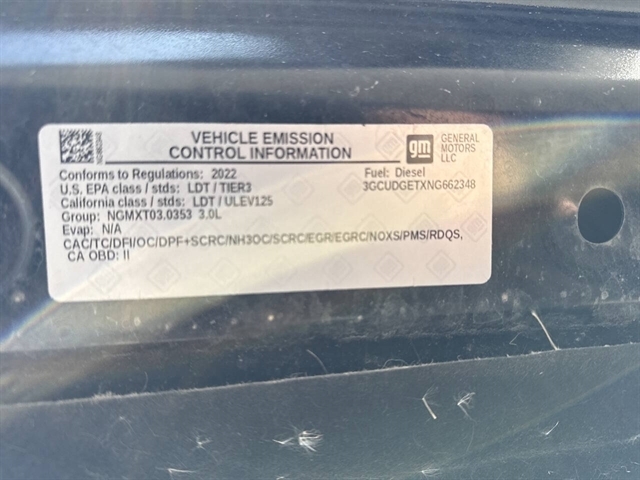 VEHICLE EMISSION
CONTROL INFORMATION
gm
GENERAL
MOTORS
LLC
Conforms to Regulations: 2022
Fuel: Diesel
U.S. EPA class / stds: LDT / TIER3
3GCUDGETXNG662348
California class / stds: LDT / ULEV125
Group: NGMXT03.0353 3.0L
Evap: N/A
CAC/TC/DFI/OC/DPF+SCRC/NH3OC/SCRC/EGR/EGRC/NOXS/PMS/RDQS,
CA OBD: II